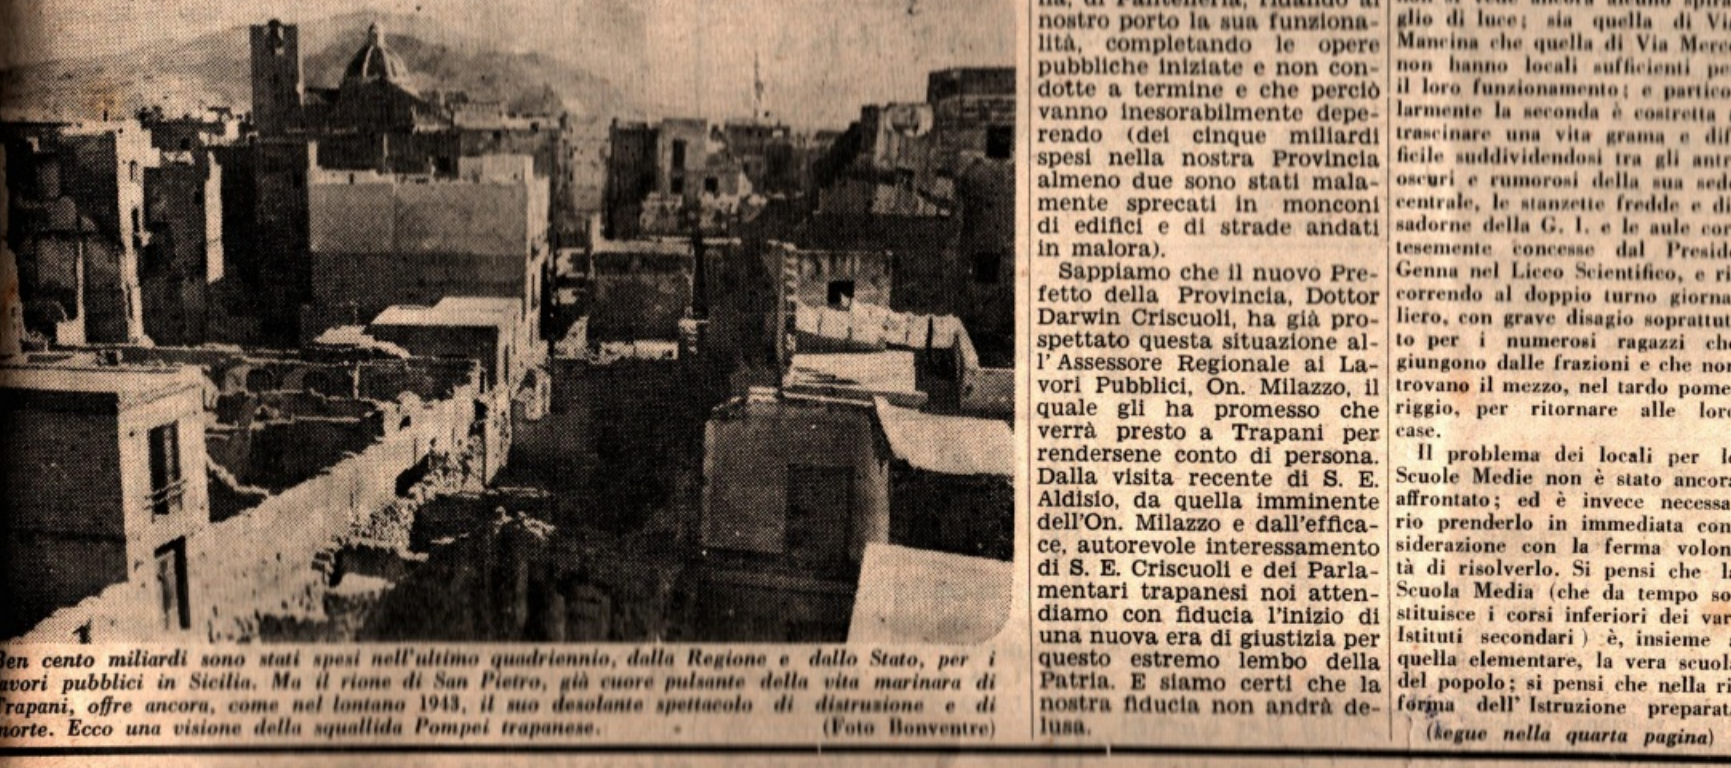 Ben cento miliardi sono stati spesi nell'ultimo quadriennio, dalla Regione e dallo Stato, per i
avori pubblici in Sicilia. Ma il rione di San Pietro, già cuore pulsante della vita marinara di
Trapani, offre ancora, come nel lontano 1943, il suo desolante spettacolo di distruzione e di
morte. Ecco una visione della squallida Pompei trapanese. (Foto Bonventre)
na, di Pantelleria, ridando al
nostro porto la sua funziona-
lità, completando le opere
pubbliche iniziate e non con-
dotte a termine e che perciò
vanno inesorabilmente depe-
rendo (dei cinque miliardi
spesi nella nostra Provincia
almeno due sono stati mala-
mente sprecati in monconi
di edifici e di strade andati
in malora).
Sappiamo che il nuovo Pre-
fetto della Provincia, Dottor
Darwin Criscuoli, ha già pro-
spettato questa situazione al-
l'Assessore Regionale ai La-
vori Pubblici, On. Milazzo, il
quale gli ha promesso che
verrà presto a Trapani per
rendersene conto di persona.
Dalla visita recente di S. E.
Aldisio, da quella imminente
dell'On. Milazzo e dall'effica-
ce, autorevole interessamento
di S. E. Criscuoli e dei Parla-
mentari trapanesi noi atten-
diamo con fiducia l'inizio di
una nuova era di giustizia per
questo estremo lembo della
Patria. E siamo certi che la
nostra fiducia non andrà de-
lusa.
non si vede ancora alcuno spira
glio di luce; sia quella di Vi
Mancina che quella di Via Merc
non hanno locali sufficienti pe
il loro funzionamento; e partico
larmente la seconda è costretta
trascinare una vita grama e dif
ficile suddividendosi tra gli antr
oscuri e rumorosi della sua sed
centrale, le stanzette fredde e di
sadorne della G. I. e le aule cor
tesemente concesse dal Presid
Genna nel Liceo Scientifico, e ri
correndo al doppio turno giorna
liero, con grave disagio soprattut
to per i numerosi ragazzi che
giungono dalle frazioni e che non
trovano il mezzo, nel tardo pome
riggio, per ritornare alle loro
case.
Il problema dei locali per le
Scuole Medie non è stato ancora
affrontato; ed è invece necessa
rio prenderlo in immediata con
siderazione con la ferma volon
tà di risolverlo. Si pensi che la
Scuola Media (che da tempo so
stituisce i corsi inferiori dei var
Istituti secondari) è, insieme
quella elementare, la vera scuol
del popolo; si pensi che nella ri
forma dell'Istruzione preparat
(segue nella quarta pagina)